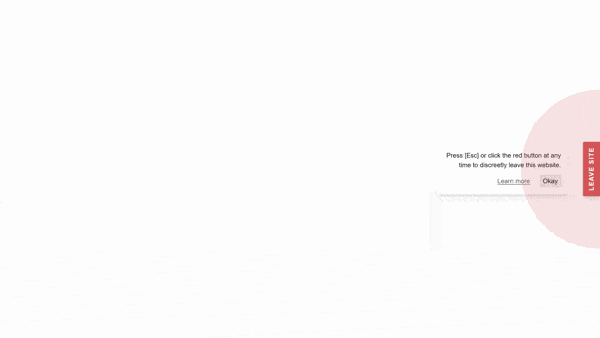 Press [Esc] or click the red button at any
time to discreetly leave this website.
Learn more Okay
LEAVE SITE